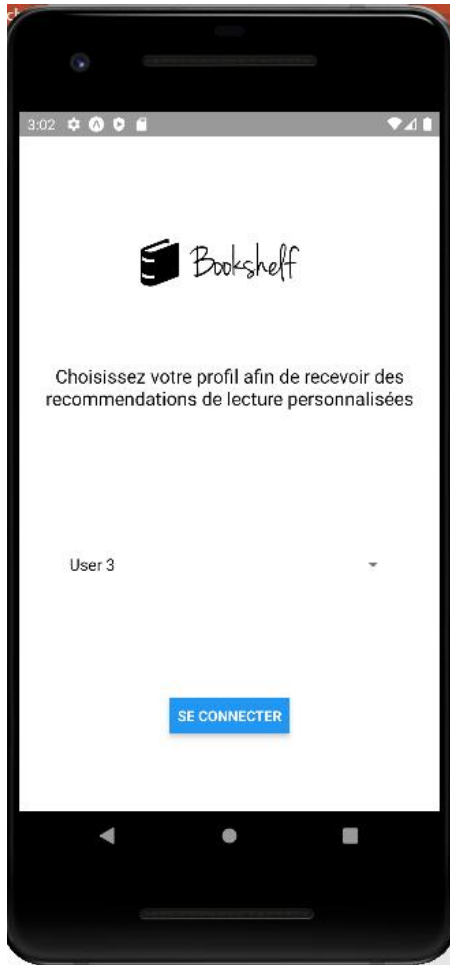 3:02
Bookshelf
Choisissez votre profil afin de recevoir des
recommendations de lecture personnalisées
User 3
SE CONNECTER